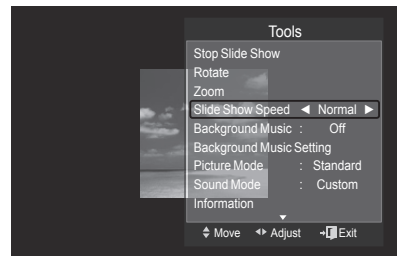 Tools
Stop Slide Show
Rotate
Zoom
Slide Show Speed ◀ Normal ▶
Background Music : Off
Background Music Setting
Picture Mode : Standard
Sound Mode : Custom
Information
Move Adjust Exit